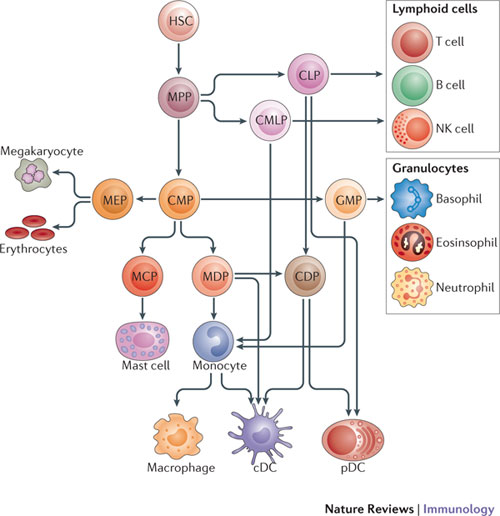 HSC
Lymphoid cells
T cell
CLP
MPP
B cell
CMLP
NK cell
Megakaryocyte
Granulocytes
MEP
CMP
GMP
Basophil
Erythrocytes
Eosinophil
MCP
MDP
CDP
Neutrophil
Mast cell
Monocyte
Macrophage
cDC
pDC
Nature Reviews | Immunology